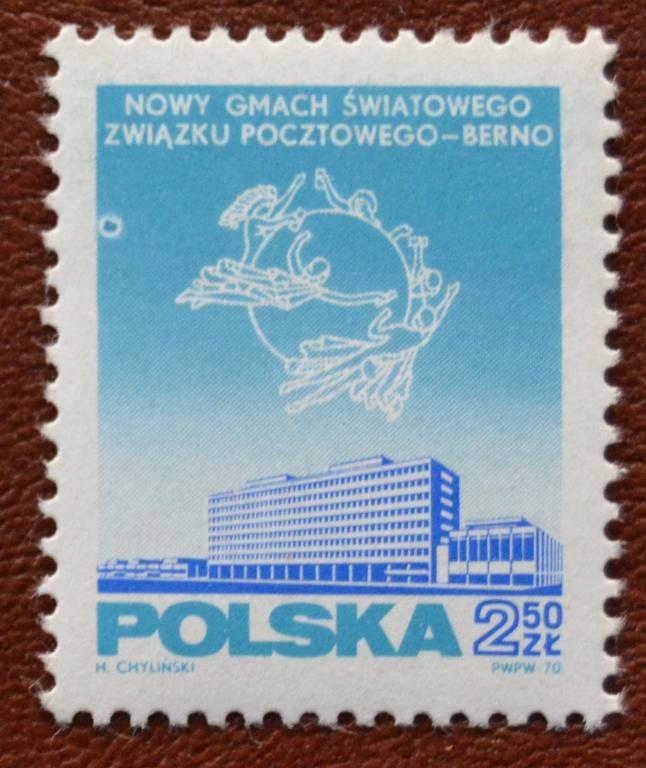 NOWY GMACH ŚWIATOWEGO
ZWIĄZKU POCZTOWEGO–BERNO
POLSKA 2 50 ZŁ
H. CHYLIŃSKI PWPW-70